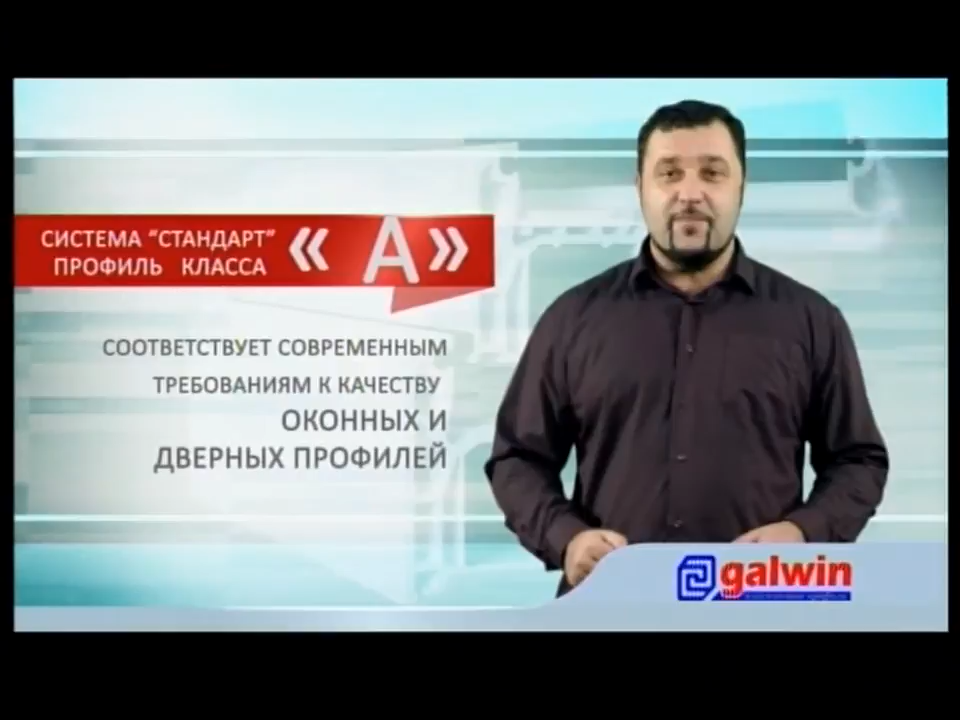 СИСТЕМА "СТАНДАРТ"
ПРОФИЛЬ КЛАССА
« А »
СООТВЕТСТВУЕТ СОВРЕМЕННЫМ
ТРЕБОВАНИЯМ К КАЧЕСТВУ
ОКОННЫХ И
ДВЕРНЫХ ПРОФИЛЕЙ
galwin